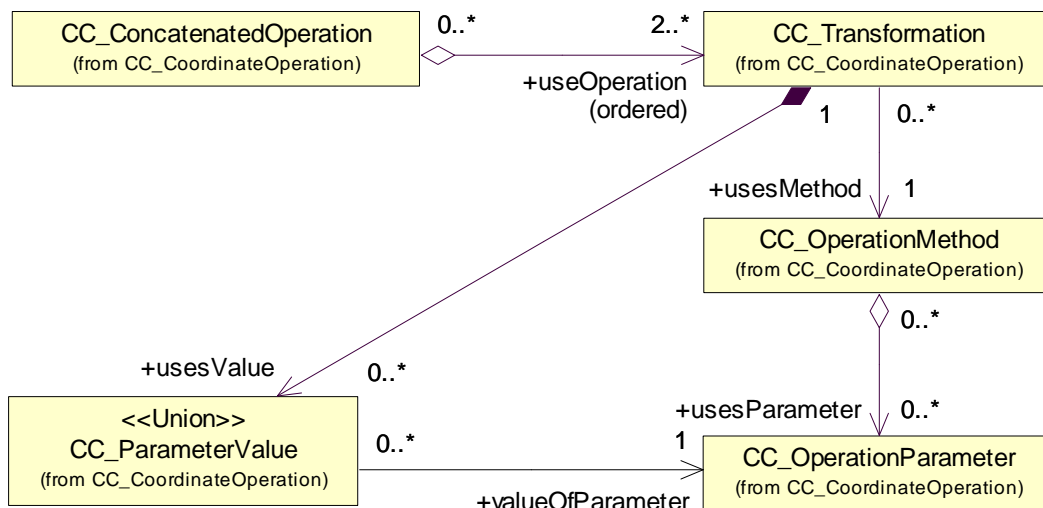 CC_ConcatenatedOperation
(from CC_CoordinateOperation)
0..*
2..*
+useOperation
(ordered)
CC_Transformation
(from CC_CoordinateOperation)
1
0..*
+usesMethod
1
CC_OperationMethod
(from CC_CoordinateOperation)
0..*
+usesValue
0..*
+usesParameter
0..*
<<Union>>
CC_ParameterValue
(from CC_CoordinateOperation)
0..*
1
+valueOfParameter
CC_OperationParameter
(from CC_CoordinateOperation)